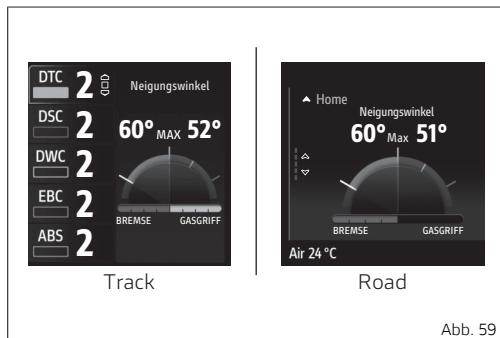 DTC 2
DSC 2
DWC 2
EBC 2
ABS 2
Neigungswinkel
60° MAX 52°
BREMSE GASGRIFF
Track
Home
Neigungswinkel
60° Max 51°
BREMSE GASGRIFF
Air 24 °C
Road
Abb. 59